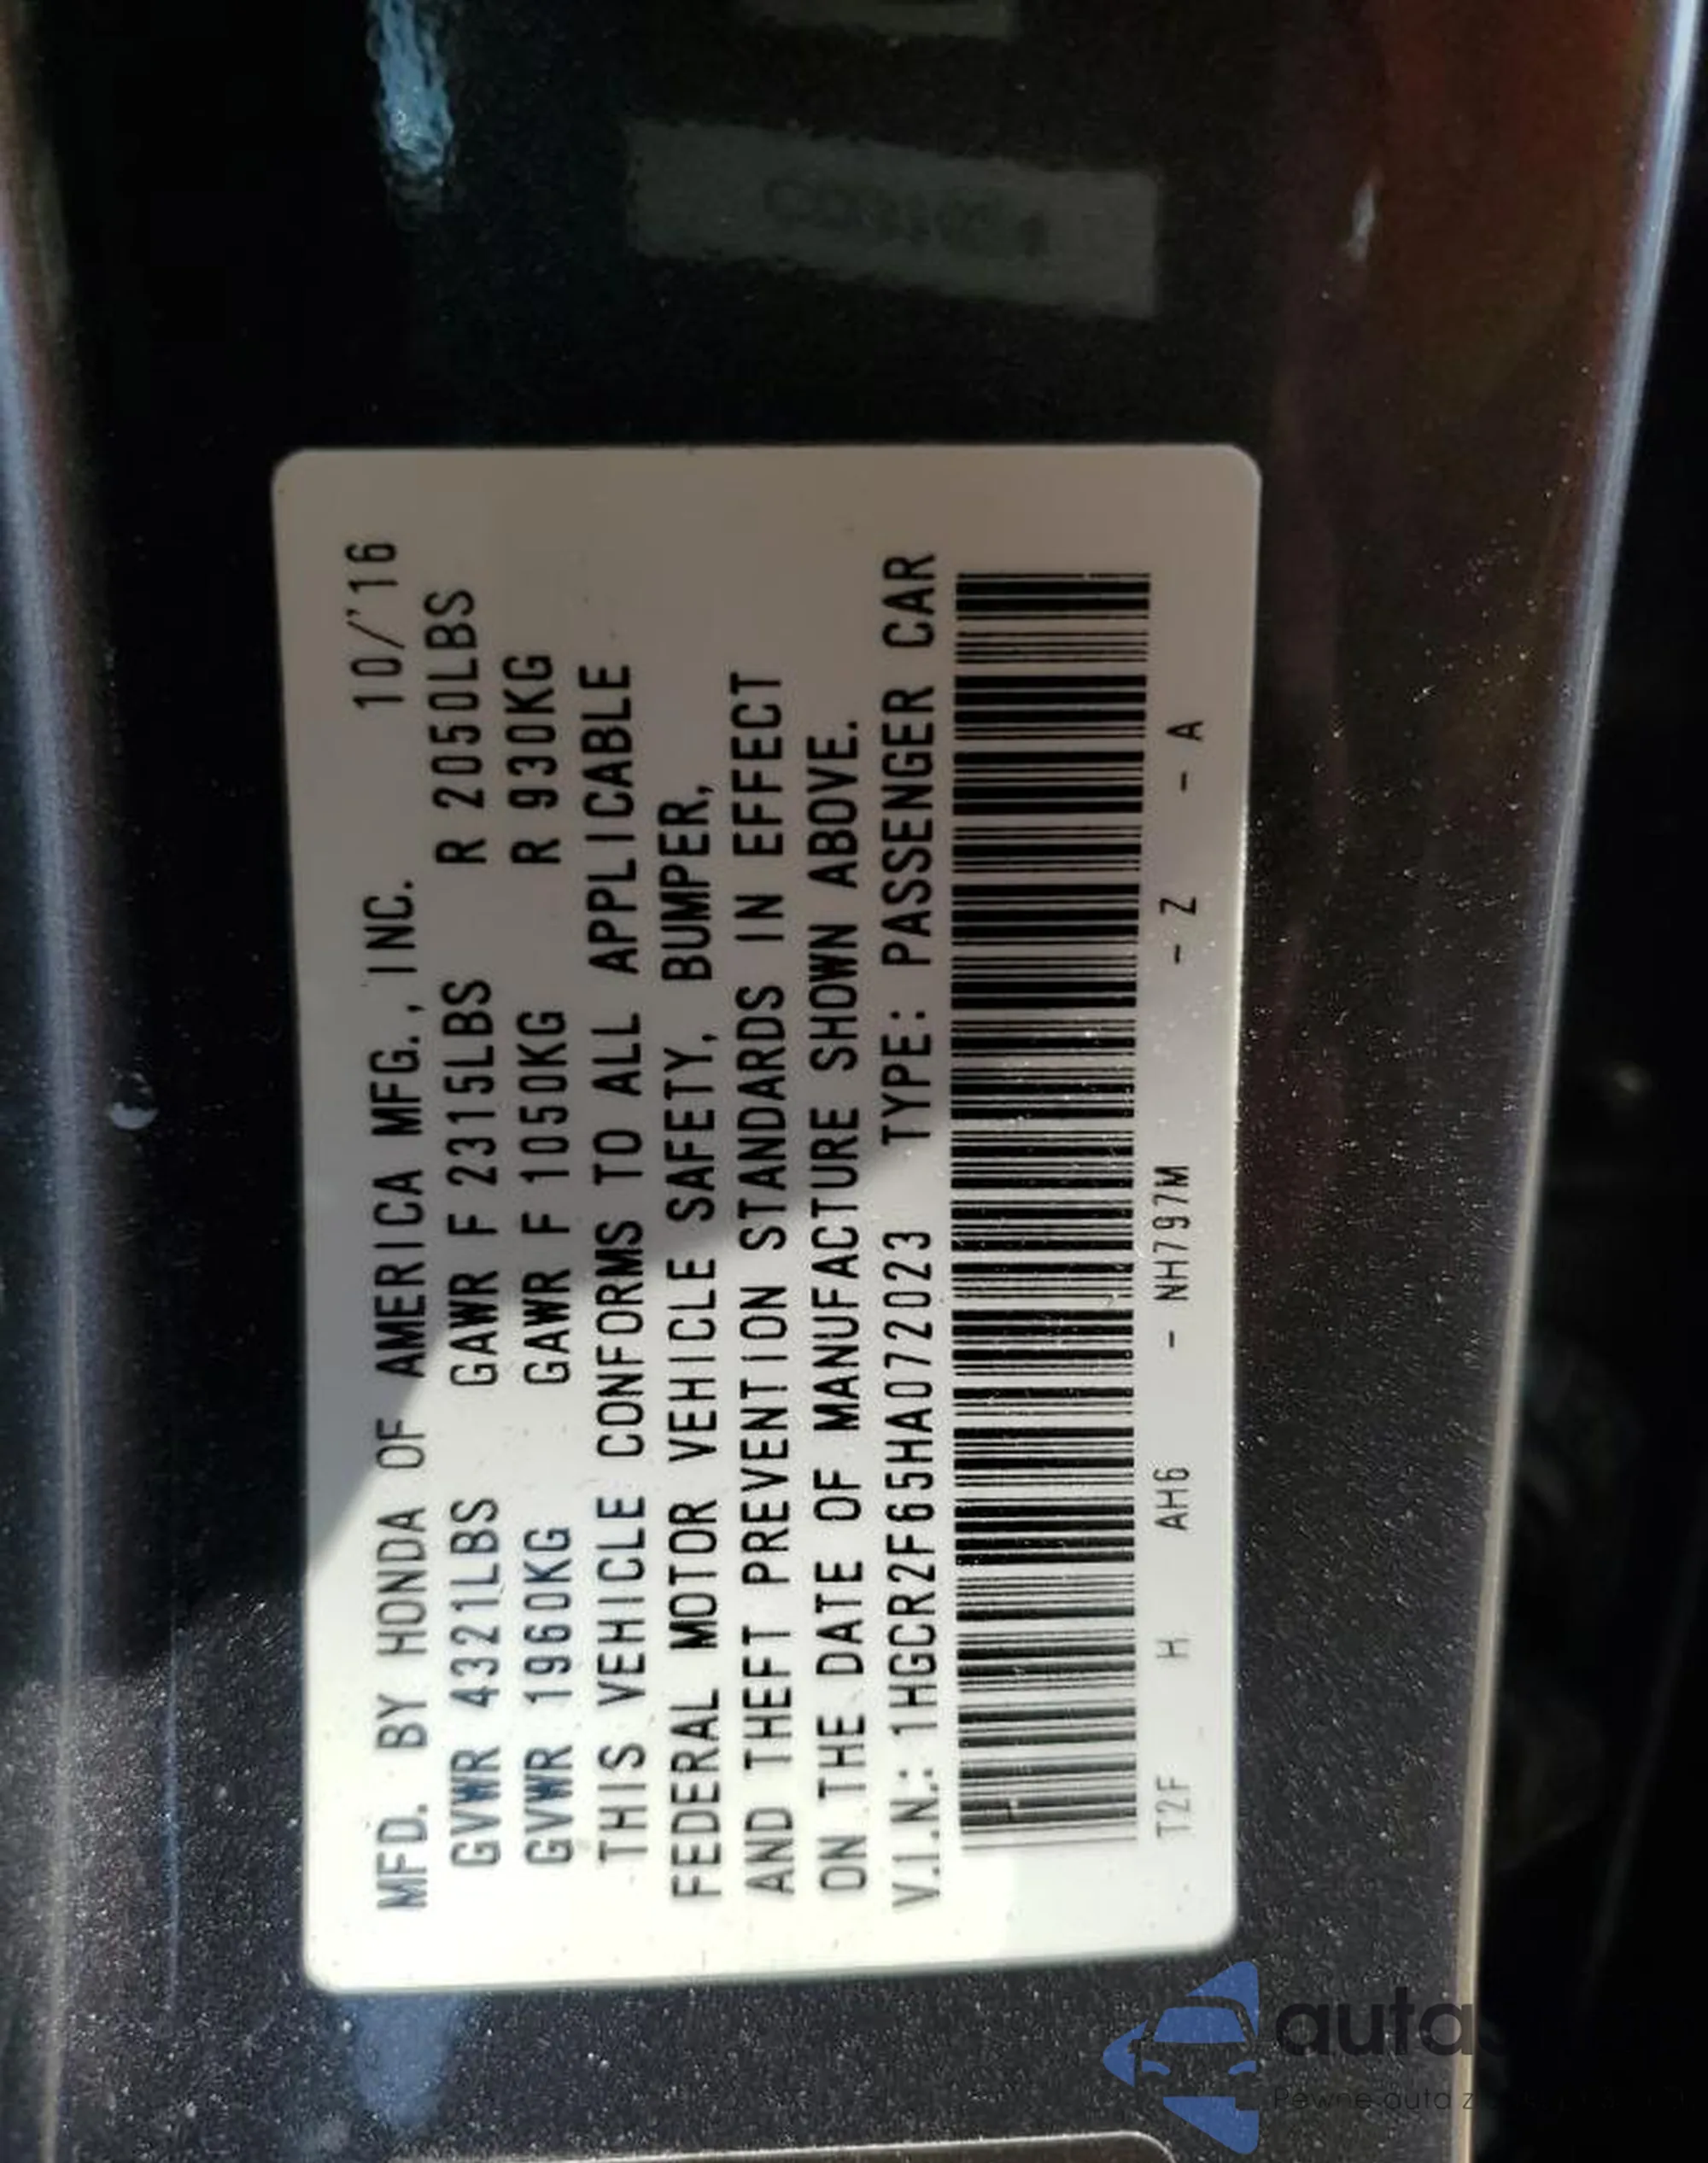 MFD. BY HONDA OF AMERICA MFG., INC. 10/'16
GVWR 4321LBS GAWR F 2315LBS R 2050LBS
GVWR 1960KG GAWR F 1050KG R 930KG
THIS VEHICLE CONFORMS TO ALL APPLICABLE
FEDERAL MOTOR VEHICLE SAFETY, BUMPER,
AND THEFT PREVENTION STANDARDS IN EFFECT
ON THE DATE OF MANUFACTURE SHOWN ABOVE.
V.I.N.: 1HGCR2F65HA072023 TYPE: PASSENGER CAR
T2F H AH6 - NH797M - Z - A
Pewne auta z